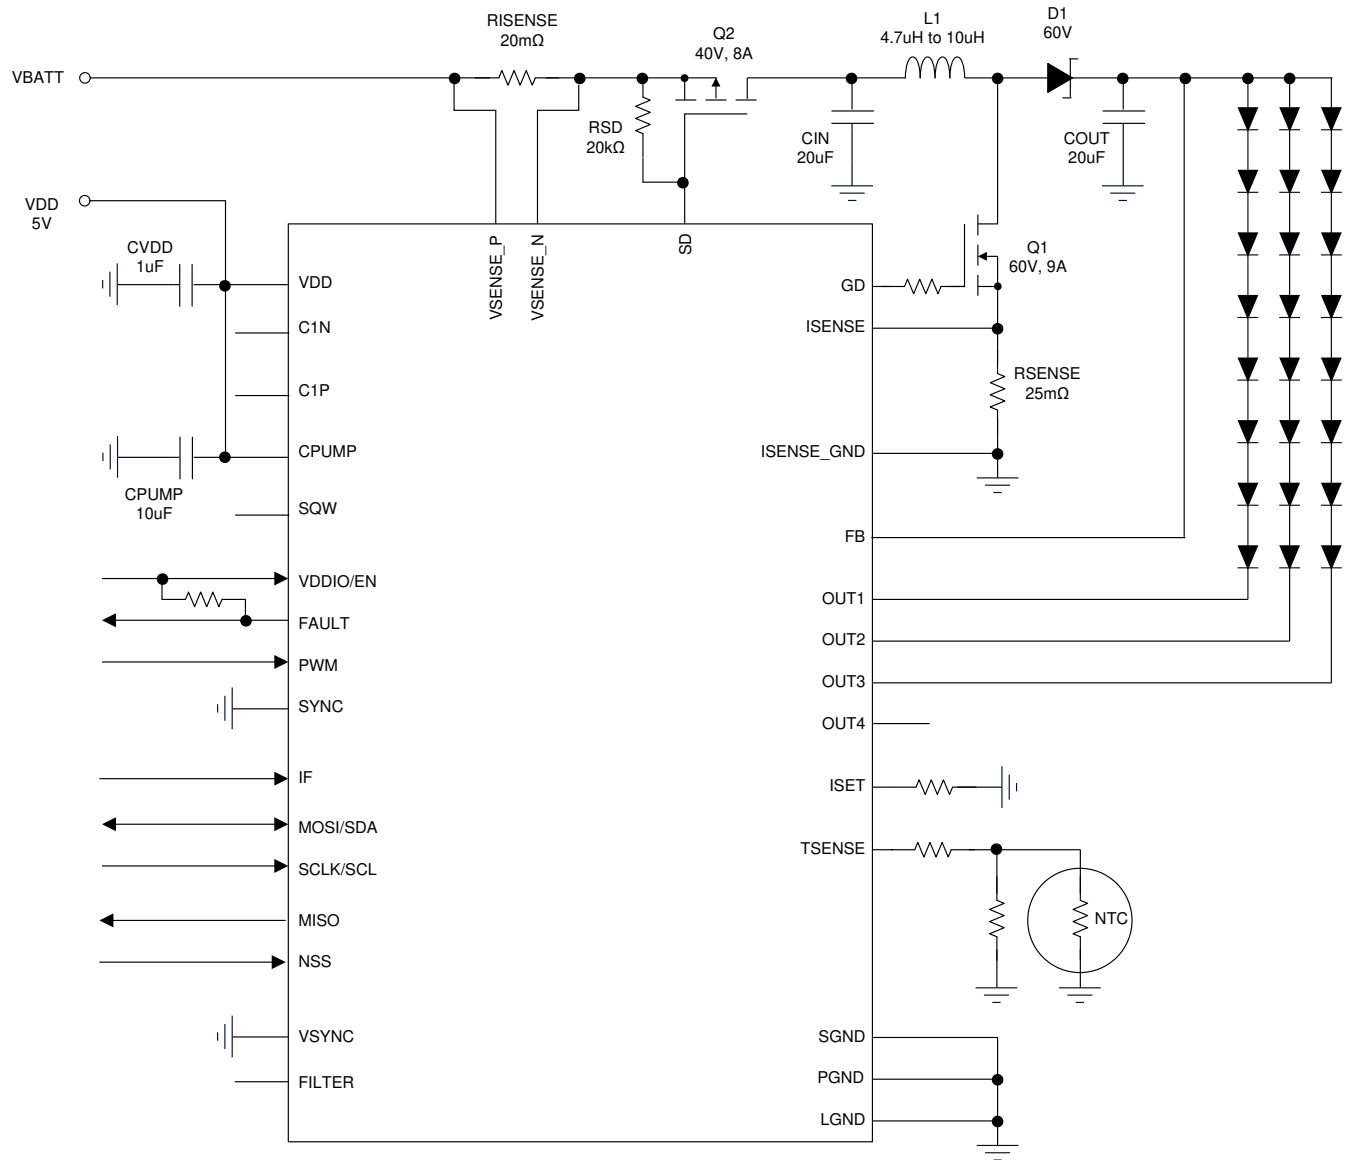 RISENSE
20mΩ
Q2
40V, 8A
L1
4.7uH to 10uH
D1
60V
VBATT
RSD
20kΩ
CIN
20uF
COUT
20uF
VDD
5V
CVDD
1uF
VSENSE_P
VSENSE_N
SD
Q1
60V, 9A
VDD
C1N
C1P
CPUMP
CPUMP
10uF
SQW
VDDIO/EN
FAULT
PWM
SYNC
IF
MOSI/SDA
SCLK/SCL
MISO
NSS
VSYNC
FILTER
GD
ISENSE
RSENSE
25mΩ
ISENSE_GND
FB
OUT1
OUT2
OUT3
OUT4
ISET
TSENSE
NTC
SGND
PGND
LGND